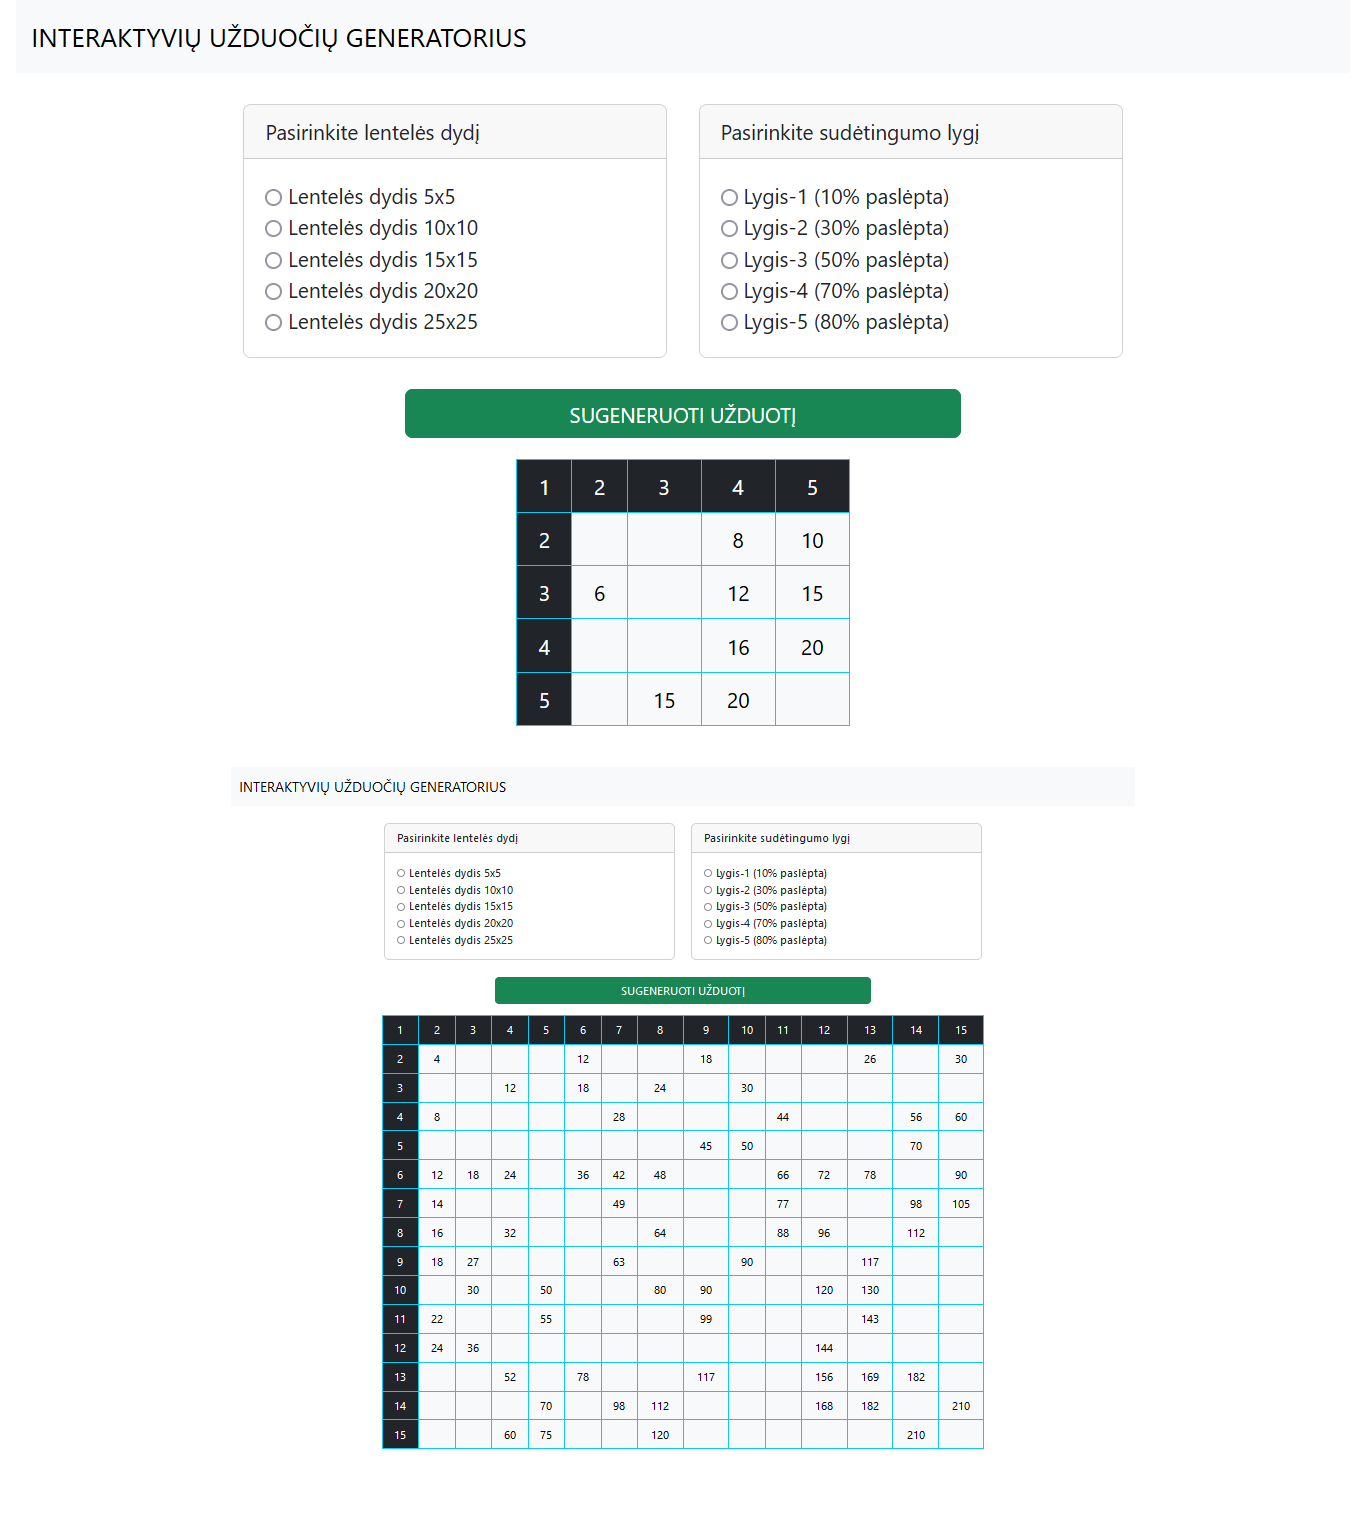 INTERAKTYVIŲ UŽDUOČIŲ GENERATORIUS
Pasirinkite lentelės dydį
Lentelės dydis 5x5
Lentelės dydis 10x10
Lentelės dydis 15x15
Lentelės dydis 20x20
Lentelės dydis 25x25
Pasirinkite sudėtingumo lygį
Lygis-1 (10% paslėpta)
Lygis-2 (30% paslėpta)
Lygis-3 (50% paslėpta)
Lygis-4 (70% paslėpta)
Lygis-5 (80% paslėpta)
SUGENERUOTI UŽDUOTĮ
1 2 3 4 5
2 8 10
3 6 12 15
4 16 20
5 15 20
INTERAKTYVIŲ UŽDUOČIŲ GENERATORIUS
Pasirinkite lentelės dydį
Lentelės dydis 5x5
Lentelės dydis 10x10
Lentelės dydis 15x15
Lentelės dydis 20x20
Lentelės dydis 25x25
Pasirinkite sudėtingumo lygį
Lygis-1 (10% paslėpta)
Lygis-2 (30% paslėpta)
Lygis-3 (50% paslėpta)
Lygis-4 (70% paslėpta)
Lygis-5 (80% paslėpta)
SUGENERUOTI UŽDUOTĮ
1 2 3 4 5 6 7 8 9 10 11 12 13 14 15
2 4 12 18 26 30
3 12 18 24 30
4 8 28 44 56 60
5 45 50 70
6 12 18 24 36 42 48 66 72 78 90
7 14 49 77 98 105
8 16 32 64 88 96 112
9 18 27 63 90 117
10 30 50 80 90 120 130
11 22 55 99 143
12 24 36 144
13 52 78 117 156 169 182
14 70 98 112 168 182 210
15 60 75 120 210